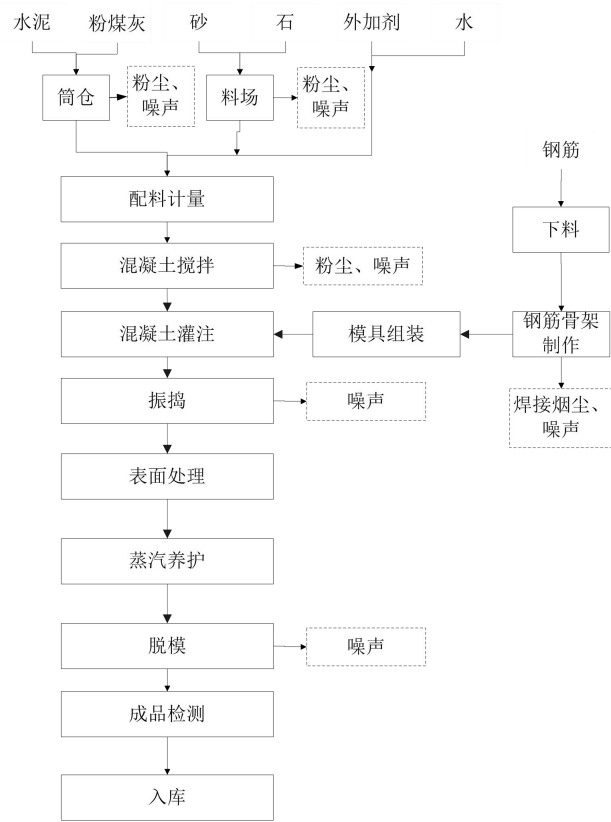 水泥
粉煤灰
砂
石
外加剂
水
筒仓
粉尘、
噪声
料场
粉尘、
噪声
钢筋
配料计量
下料
混凝土搅拌
粉尘、噪声
混凝土灌注
模具组装
钢筋骨架
制作
振捣
噪声
焊接烟尘、
噪声
表面处理
蒸汽养护
脱模
噪声
成品检测
入库